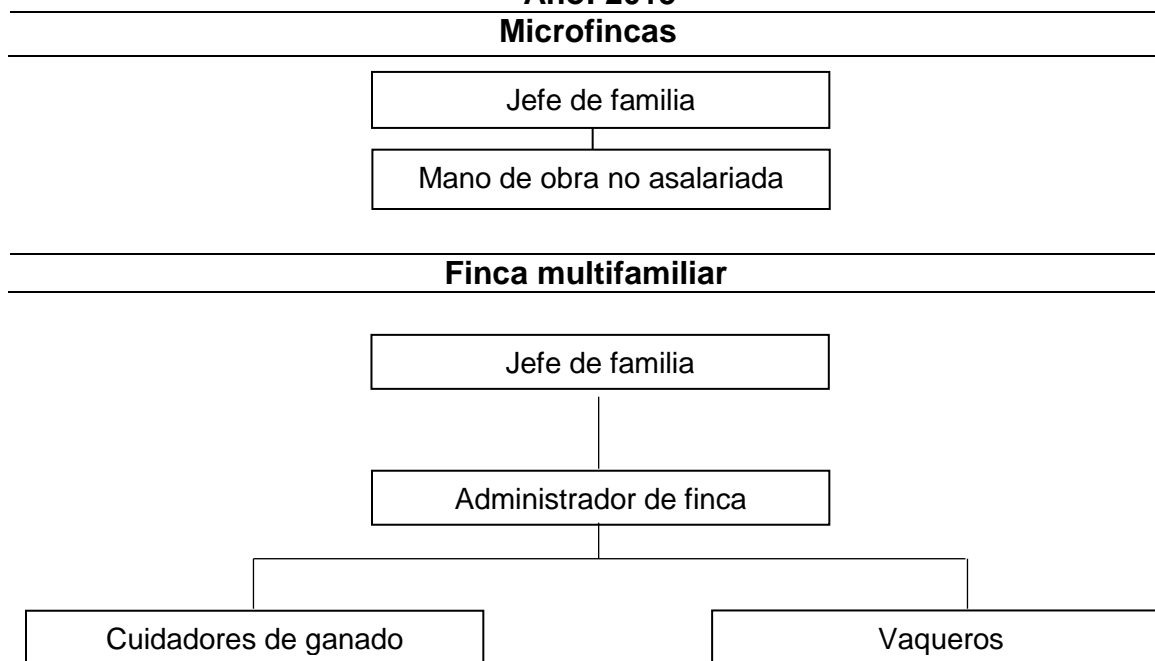 Microfincas
Jefe de familia
Mano de obra no asalariada
Finca multifamiliar
Jefe de familia
Administrador de finca
Cuidadores de ganado
Vaqueros